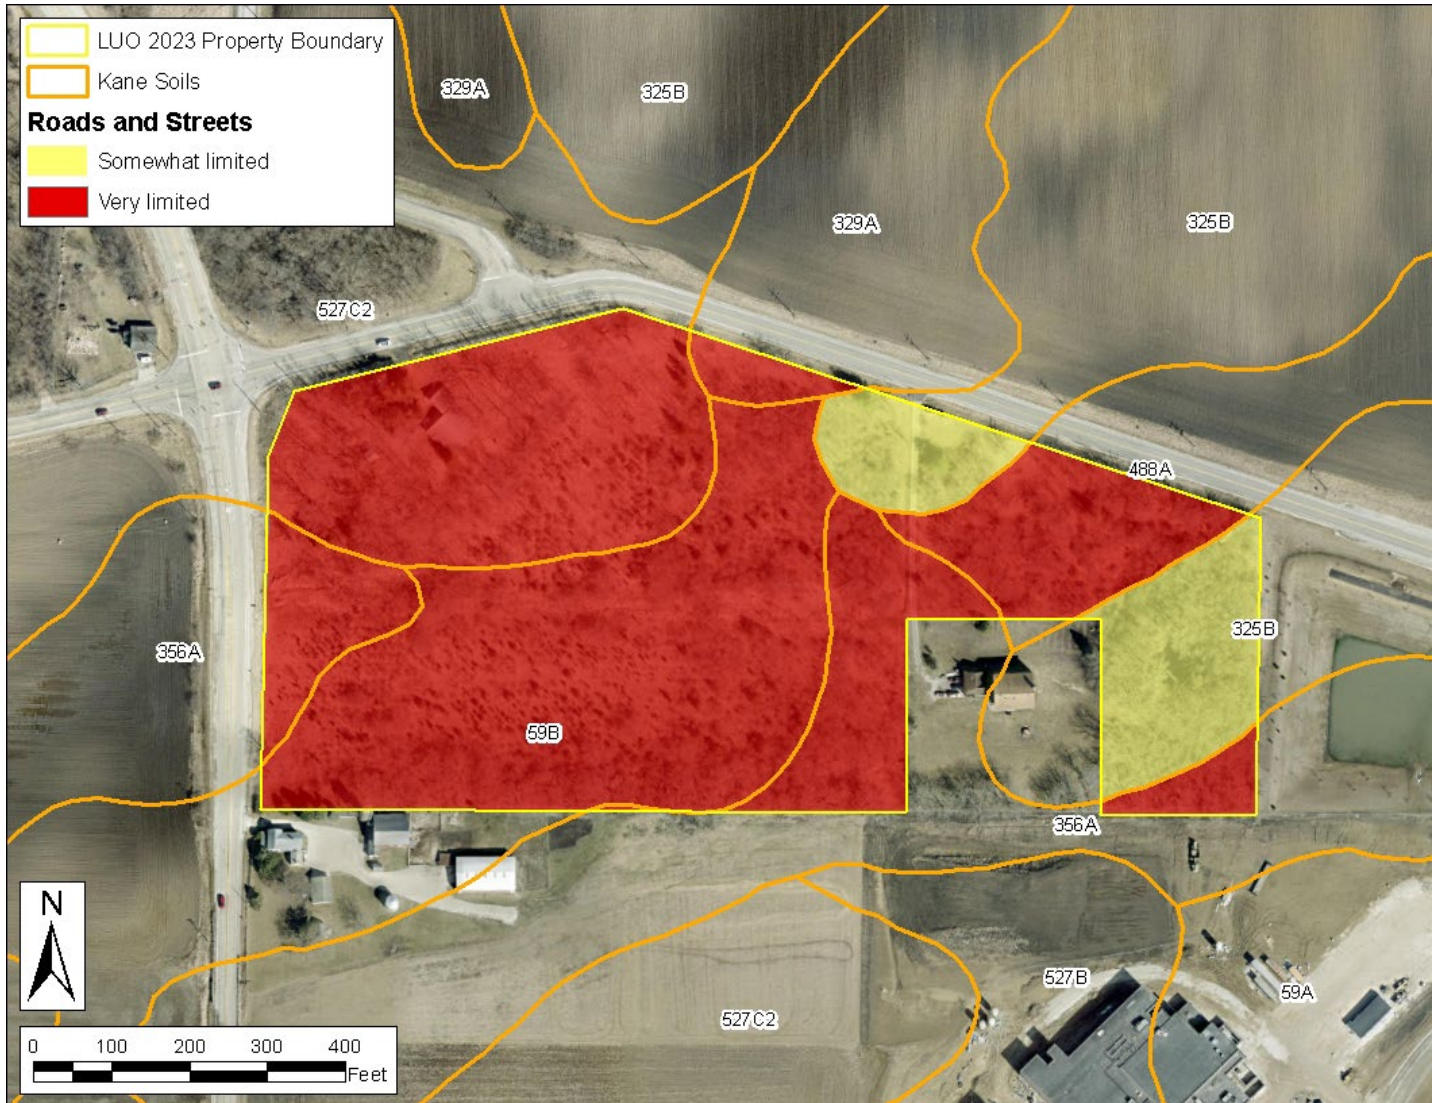 LUO 2023 Property Boundary
Kane Soils
Roads and Streets
Somewhat limited
Very limited
329A
325B
329A
325B
527C2
488A
325B
356A
59B
356A
527B
59A
527C2
N
0 100 200 300 400
Feet